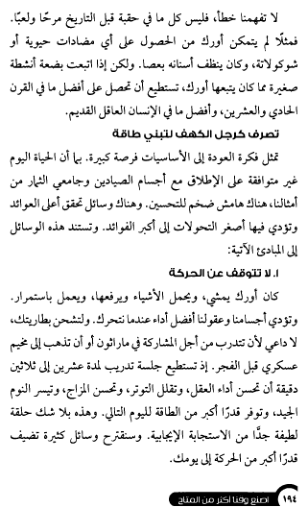 لا تفهمنا خطأ، فليس كل ما في حقبة قبل التاريخ مرحًا ولعبًا.
فمثلًا لم يتمكن أورك من الحصول على أي مضادات حيوية أو
شوكولاتة، وكان ينظف أسنانه بعصا. ولكن إذا اتبعت بضعة أنشطة
صغيرة مما كان يتبعها أورك، تستطيع أن تحصل على أفضل ما في القرن
الحادي والعشرين، وأفضل ما في الإنسان العاقل القديم.
تصرف كرجل الكهف لتبني طاقة
تمثل فكرة العودة إلى الأساسيات فرصة كبيرة. بما أن الحياة اليوم
غير متوافقة على الإطلاق مع أجسام الصيادين وجامعي الثمار من
أمثالنا، هناك هامش ضخم للتحسين. وهناك وسائل تحقق أعلى العوائد
وتؤدي فيها أصغر التحولات إلى أكبر الفوائد. وتستند هذه الوسائل
إلى المبادئ الآتية:
١. لا تتوقف عن الحركة
كان أورك يمشي، ويحمل الأشياء ويرفعها، ويعمل باستمرار.
وتؤدي أجسامنا وعقولنا أفضل أداء عندما نتحرك. ولتشحن بطاريتك،
لا داعي لأن تتدرب من أجل المشاركة في ماراثون أو أن تذهب إلى مخيم
عسكري قبل الفجر. إذ تستطيع جلسة تدريب لمدة عشرين إلى ثلاثين
دقيقة أن تحسن أداء العقل، وتقلل التوتر، وتحسن المزاج، وتيسر النوم
الجيد، وتوفر قدرًا أكبر من الطاقة لليوم التالي. وهذه بلا شك حلقة
لطيفة جدًّا من الاستجابة الإيجابية. وسنقترح وسائل كثيرة تضيف
قدرًا أكبر من الحركة إلى يومك.
١٩٤ اصنع وقتًا أكثر من المتاح